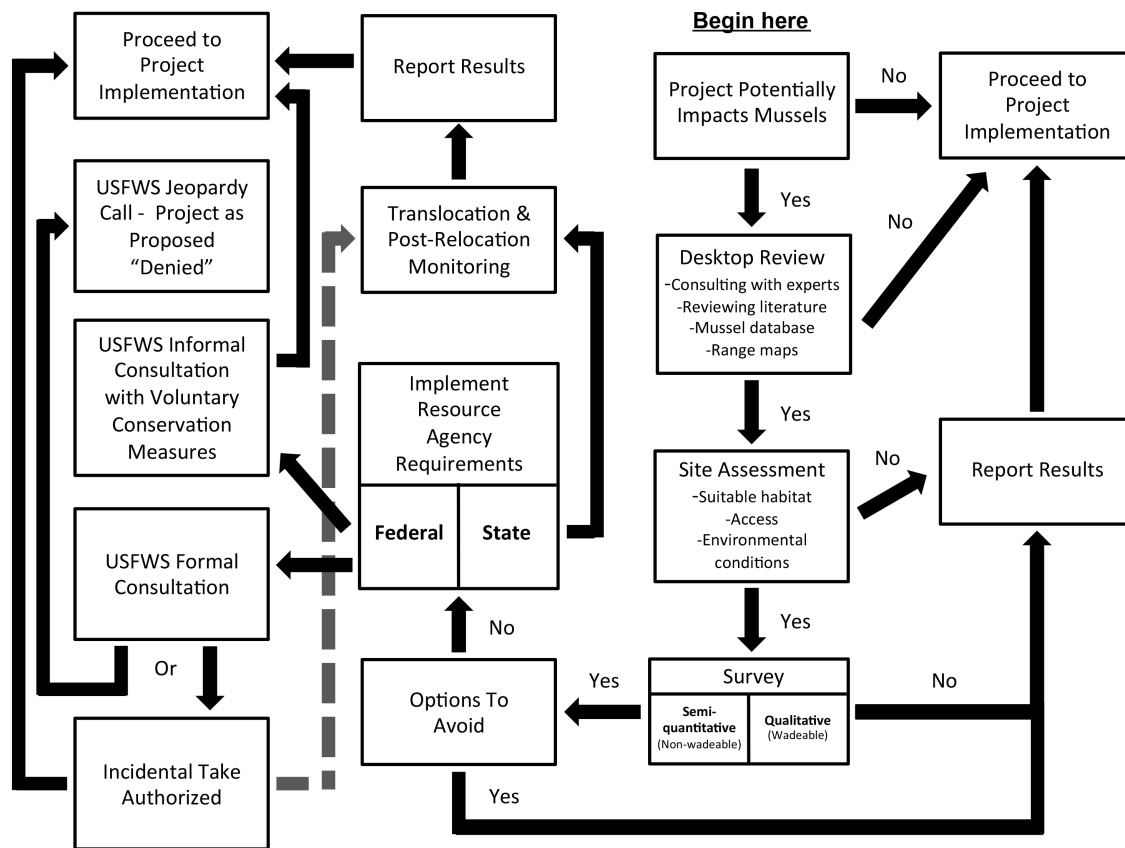 Begin here
Project Potentially
Impacts Mussels
No
Proceed to
Project
Implementation
Yes
Desktop Review
-Consulting with experts
-Reviewing literature
-Mussel database
-Range maps
No
Yes
Site Assessment
-Suitable habitat
-Access
-Environmental
conditions
No
Report Results
Yes
Survey
Semi-
quantitative
(Non-wadeable)
Qualitative
(Wadeable)
No
Yes
Options To
Avoid
Yes
No
Implement
Resource
Agency
Requirements
Federal
State
Translocation &
Post-Relocation
Monitoring
Report Results
Proceed to
Project
Implementation
USFWS Jeopardy
Call - Project as
Proposed
“Denied”
USFWS Informal
Consultation
with Voluntary
Conservation
Measures
USFWS Formal
Consultation
Or
Incidental Take
Authorized